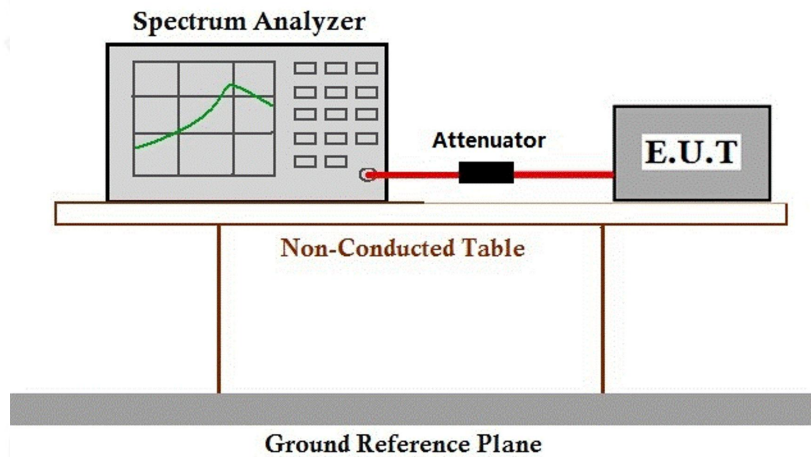 Spectrum Analyzer
Attenuator
E.U.T
Non-Conducted Table
Ground Reference Plane